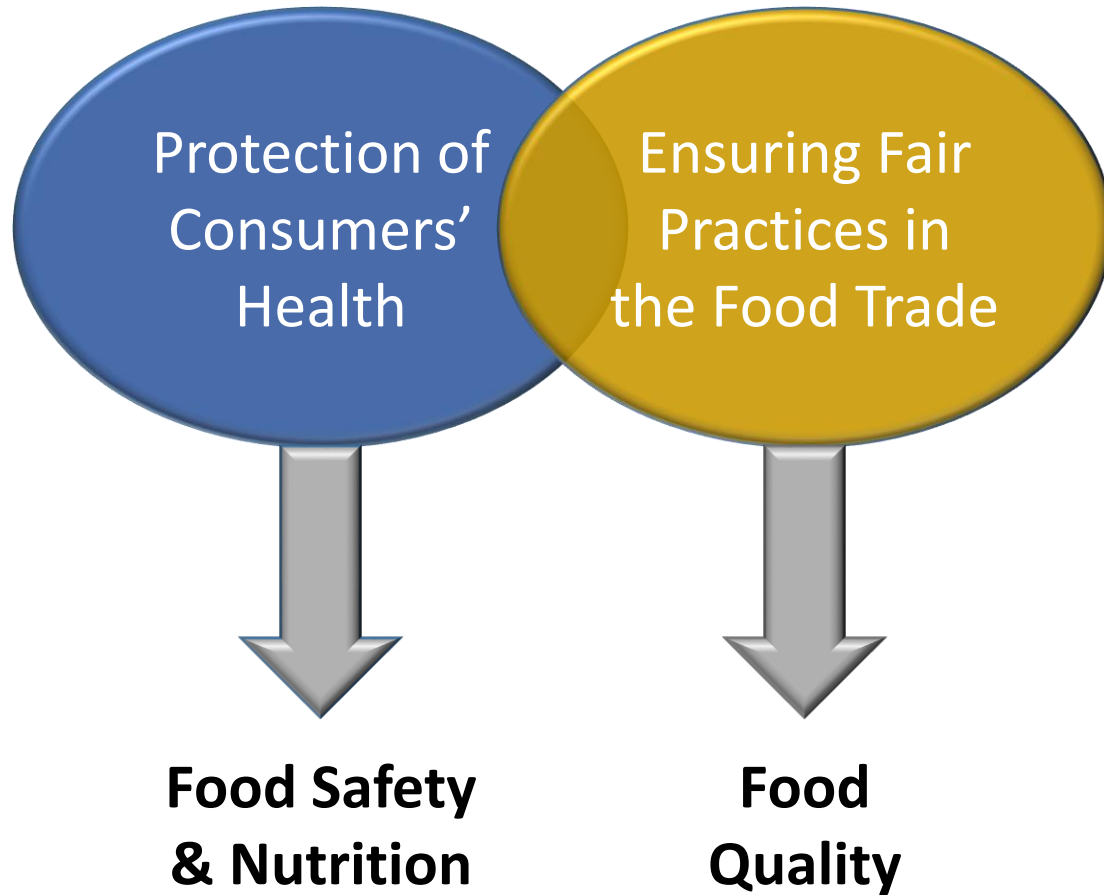 Protection of
Consumers’
Health
Ensuring Fair
Practices in
the Food Trade
Food Safety
& Nutrition
Food
Quality